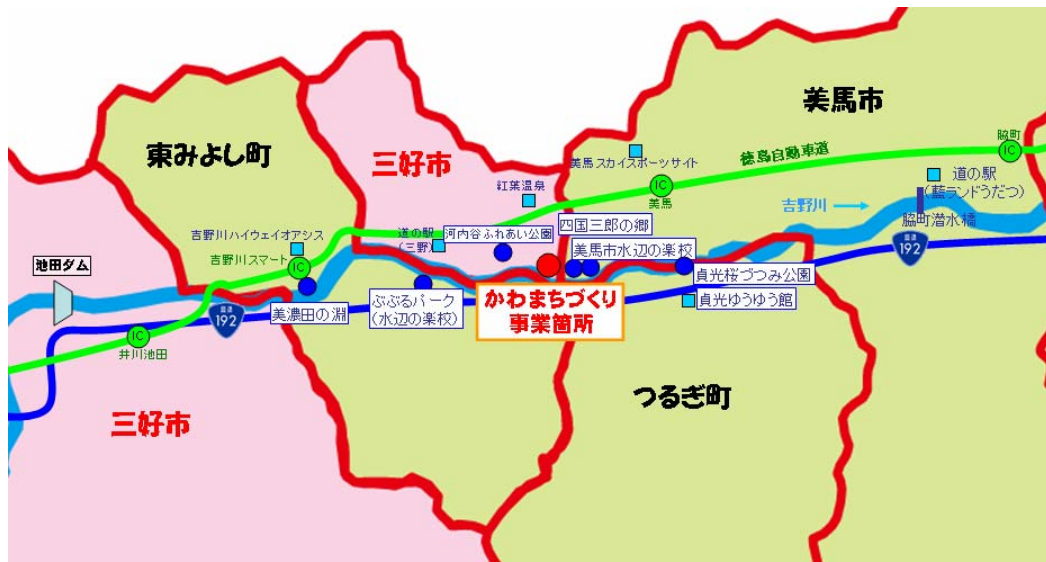 美馬市
脇町
IC
東みよし町
徳島自動車道
三好市
美馬スカイスポーツサイト
道の駅
(藍ランドうだつ)
IC
美馬
紅葉温泉
吉野川
脇町潜水橋
四国三郎の郷
吉野川ハイウェイオアシス
道の駅
(三野)
河内谷ふれあい公園
国道
192
美馬市水辺の楽校
池田ダム
吉野川スマート
IC
貞光桜づつみ公園
美濃田の淵
ぶぶるパーク
(水辺の楽校)
かわまちづくり
事業箇所
貞光ゆうゆう館
国道
192
IC
井川池田
つるぎ町
三好市